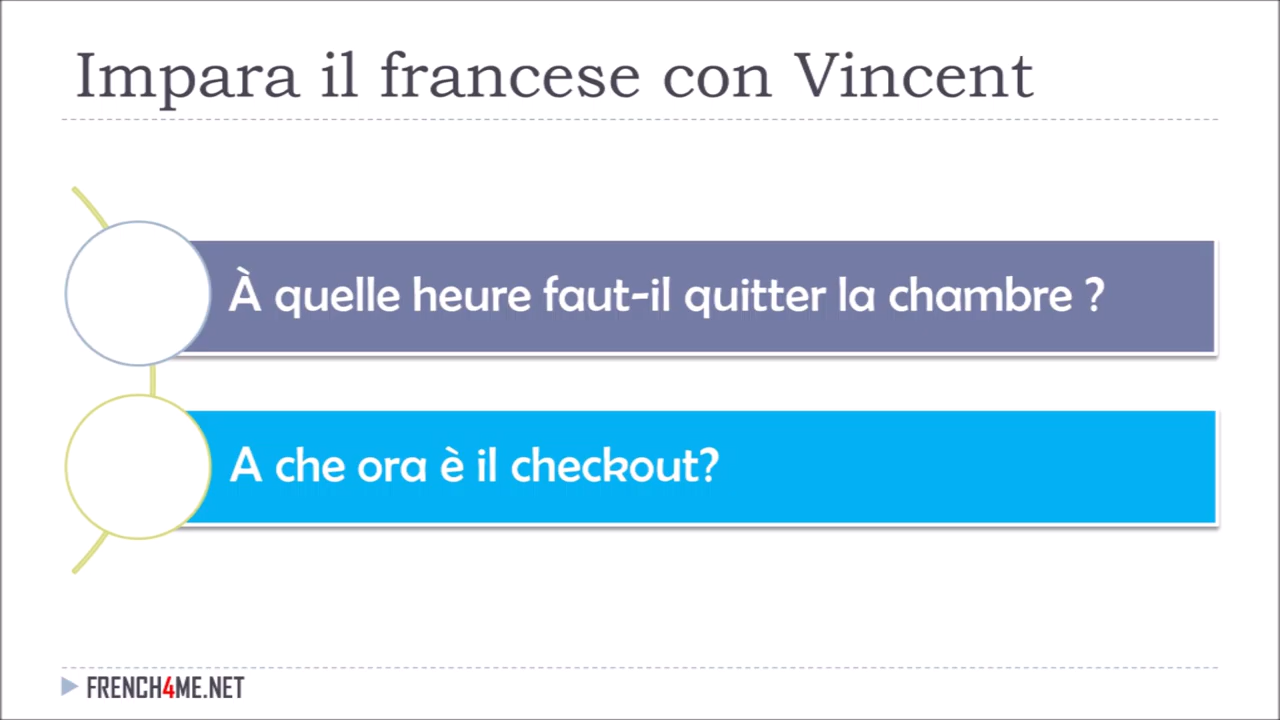 Impara il francese con Vincent
À quelle heure faut-il quitter la chambre ?
A che ora è il checkout?
FRENCH4ME.NET